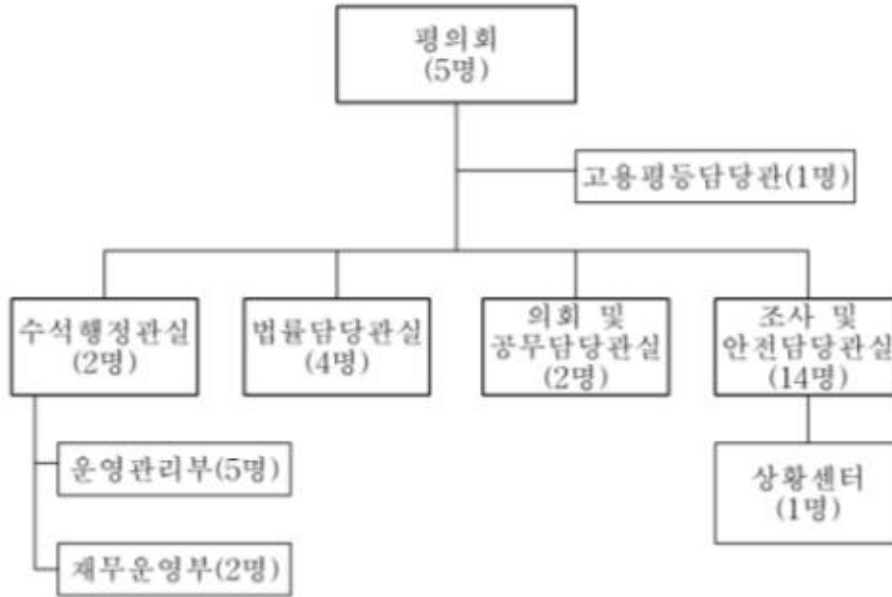 평의회
(5명)
고용평등담당관(1명)
수석행정관실
(2명)
법률담당관실
(4명)
의회 및
공무담당관실
(2명)
조사 및
안전담당관실
(14명)
운영관리부(5명)
재무운영부(2명)
상황센터
(1명)